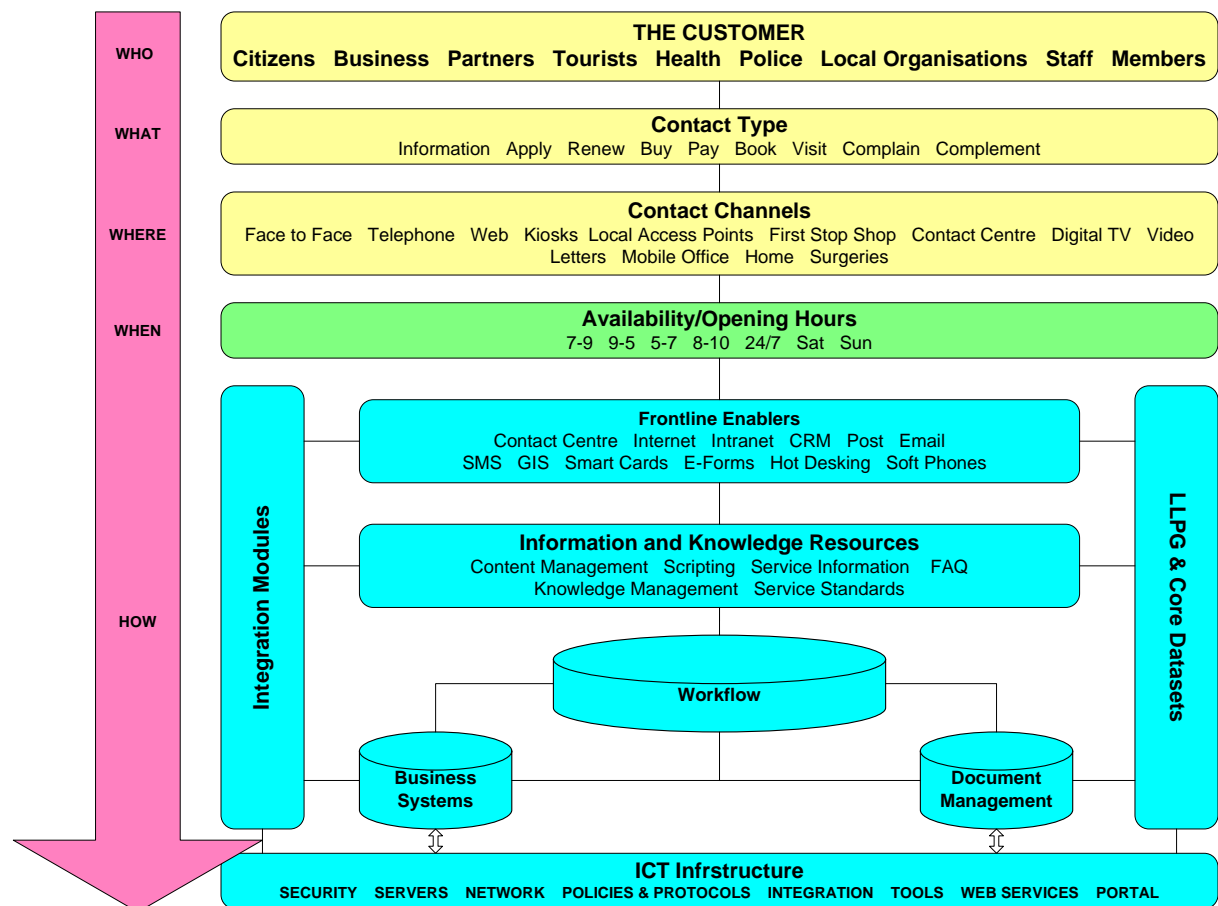 WHO
THE CUSTOMER
Citizens Business Partners Tourists Health Police Local Organisations Staff Members
WHAT
Contact Type
Information Apply Renew Buy Pay Book Visit Complain Complement
WHERE
Contact Channels
Face to Face Telephone Web Kiosks Local Access Points First Stop Shop Contact Centre Digital TV Video
Letters Mobile Office Home Surgeries
WHEN
Availability/Opening Hours
7-9 9-5 5-7 8-10 24/7 Sat Sun
HOW
Integration Modules
Frontline Enablers
Contact Centre Internet Intranet CRM Post Email
SMS GIS Smart Cards E-Forms Hot Desking Soft Phones
Information and Knowledge Resources
Content Management Scripting Service Information FAQ
Knowledge Management Service Standards
Workflow
Business
Systems
Document
Management
LLPG & Core Datasets
ICT Infrstructure
SECURITY SERVERS NETWORK POLICIES & PROTOCOLS INTEGRATION TOOLS WEB SERVICES PORTAL